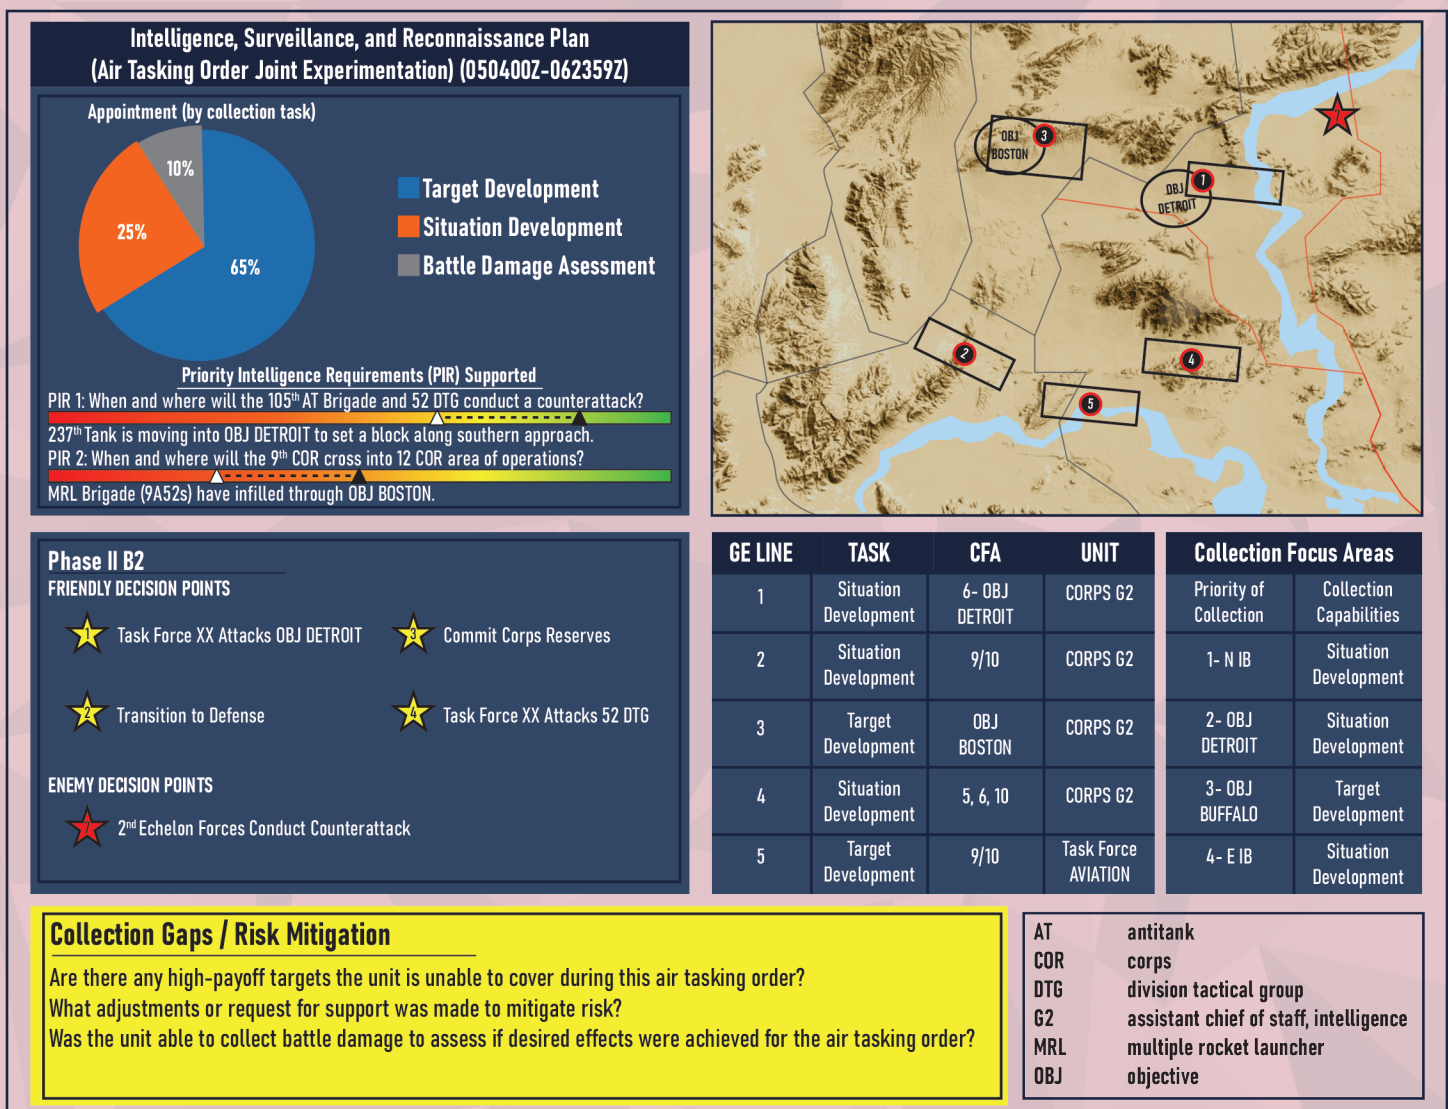 Intelligence, Surveillance, and Reconnaissance Plan
(Air Tasking Order Joint Experimentation) (050400Z-062359Z)
Appointment (by collection task)
10%
25%
65%
Target Development
Situation Development
Battle Damage Asessment
Priority Intelligence Requirements (PIR) Supported
PIR 1: When and where will the 105th AT Brigade and 52 DTG conduct a counterattack?
237th Tank is moving into OBJ DETROIT to set a block along southern approach.
PIR 2: When and where will the 9th COR cross into 12 COR area of operations?
MRL Brigade (9A52s) have infilled through OBJ BOSTON.
OBJ
BOSTON
3
OBJ
DETROIT
1
7
2
4
5
Phase II B2
FRIENDLY DECISION POINTS
1 Task Force XX Attacks OBJ DETROIT
3 Commit Corps Reserves
2 Transition to Defense
4 Task Force XX Attacks 52 DTG
ENEMY DECISION POINTS
7 2nd Echelon Forces Conduct Counterattack
GE LINE TASK CFA UNIT
1 Situation Development 6- OBJ DETROIT CORPS G2
2 Situation Development 9/10 CORPS G2
3 Target Development OBJ BOSTON CORPS G2
4 Situation Development 5, 6, 10 CORPS G2
5 Target Development 9/10 Task Force AVIATION
Collection Focus Areas
Priority of Collection Collection Capabilities
1- N IB Situation Development
2- OBJ DETROIT Situation Development
3- OBJ BUFFALO Target Development
4- E IB Situation Development
Collection Gaps / Risk Mitigation
Are there any high-payoff targets the unit is unable to cover during this air tasking order?
What adjustments or request for support was made to mitigate risk?
Was the unit able to collect battle damage to assess if desired effects were achieved for the air tasking order?
AT antitank
COR corps
DTG division tactical group
G2 assistant chief of staff, intelligence
MRL multiple rocket launcher
OBJ objective